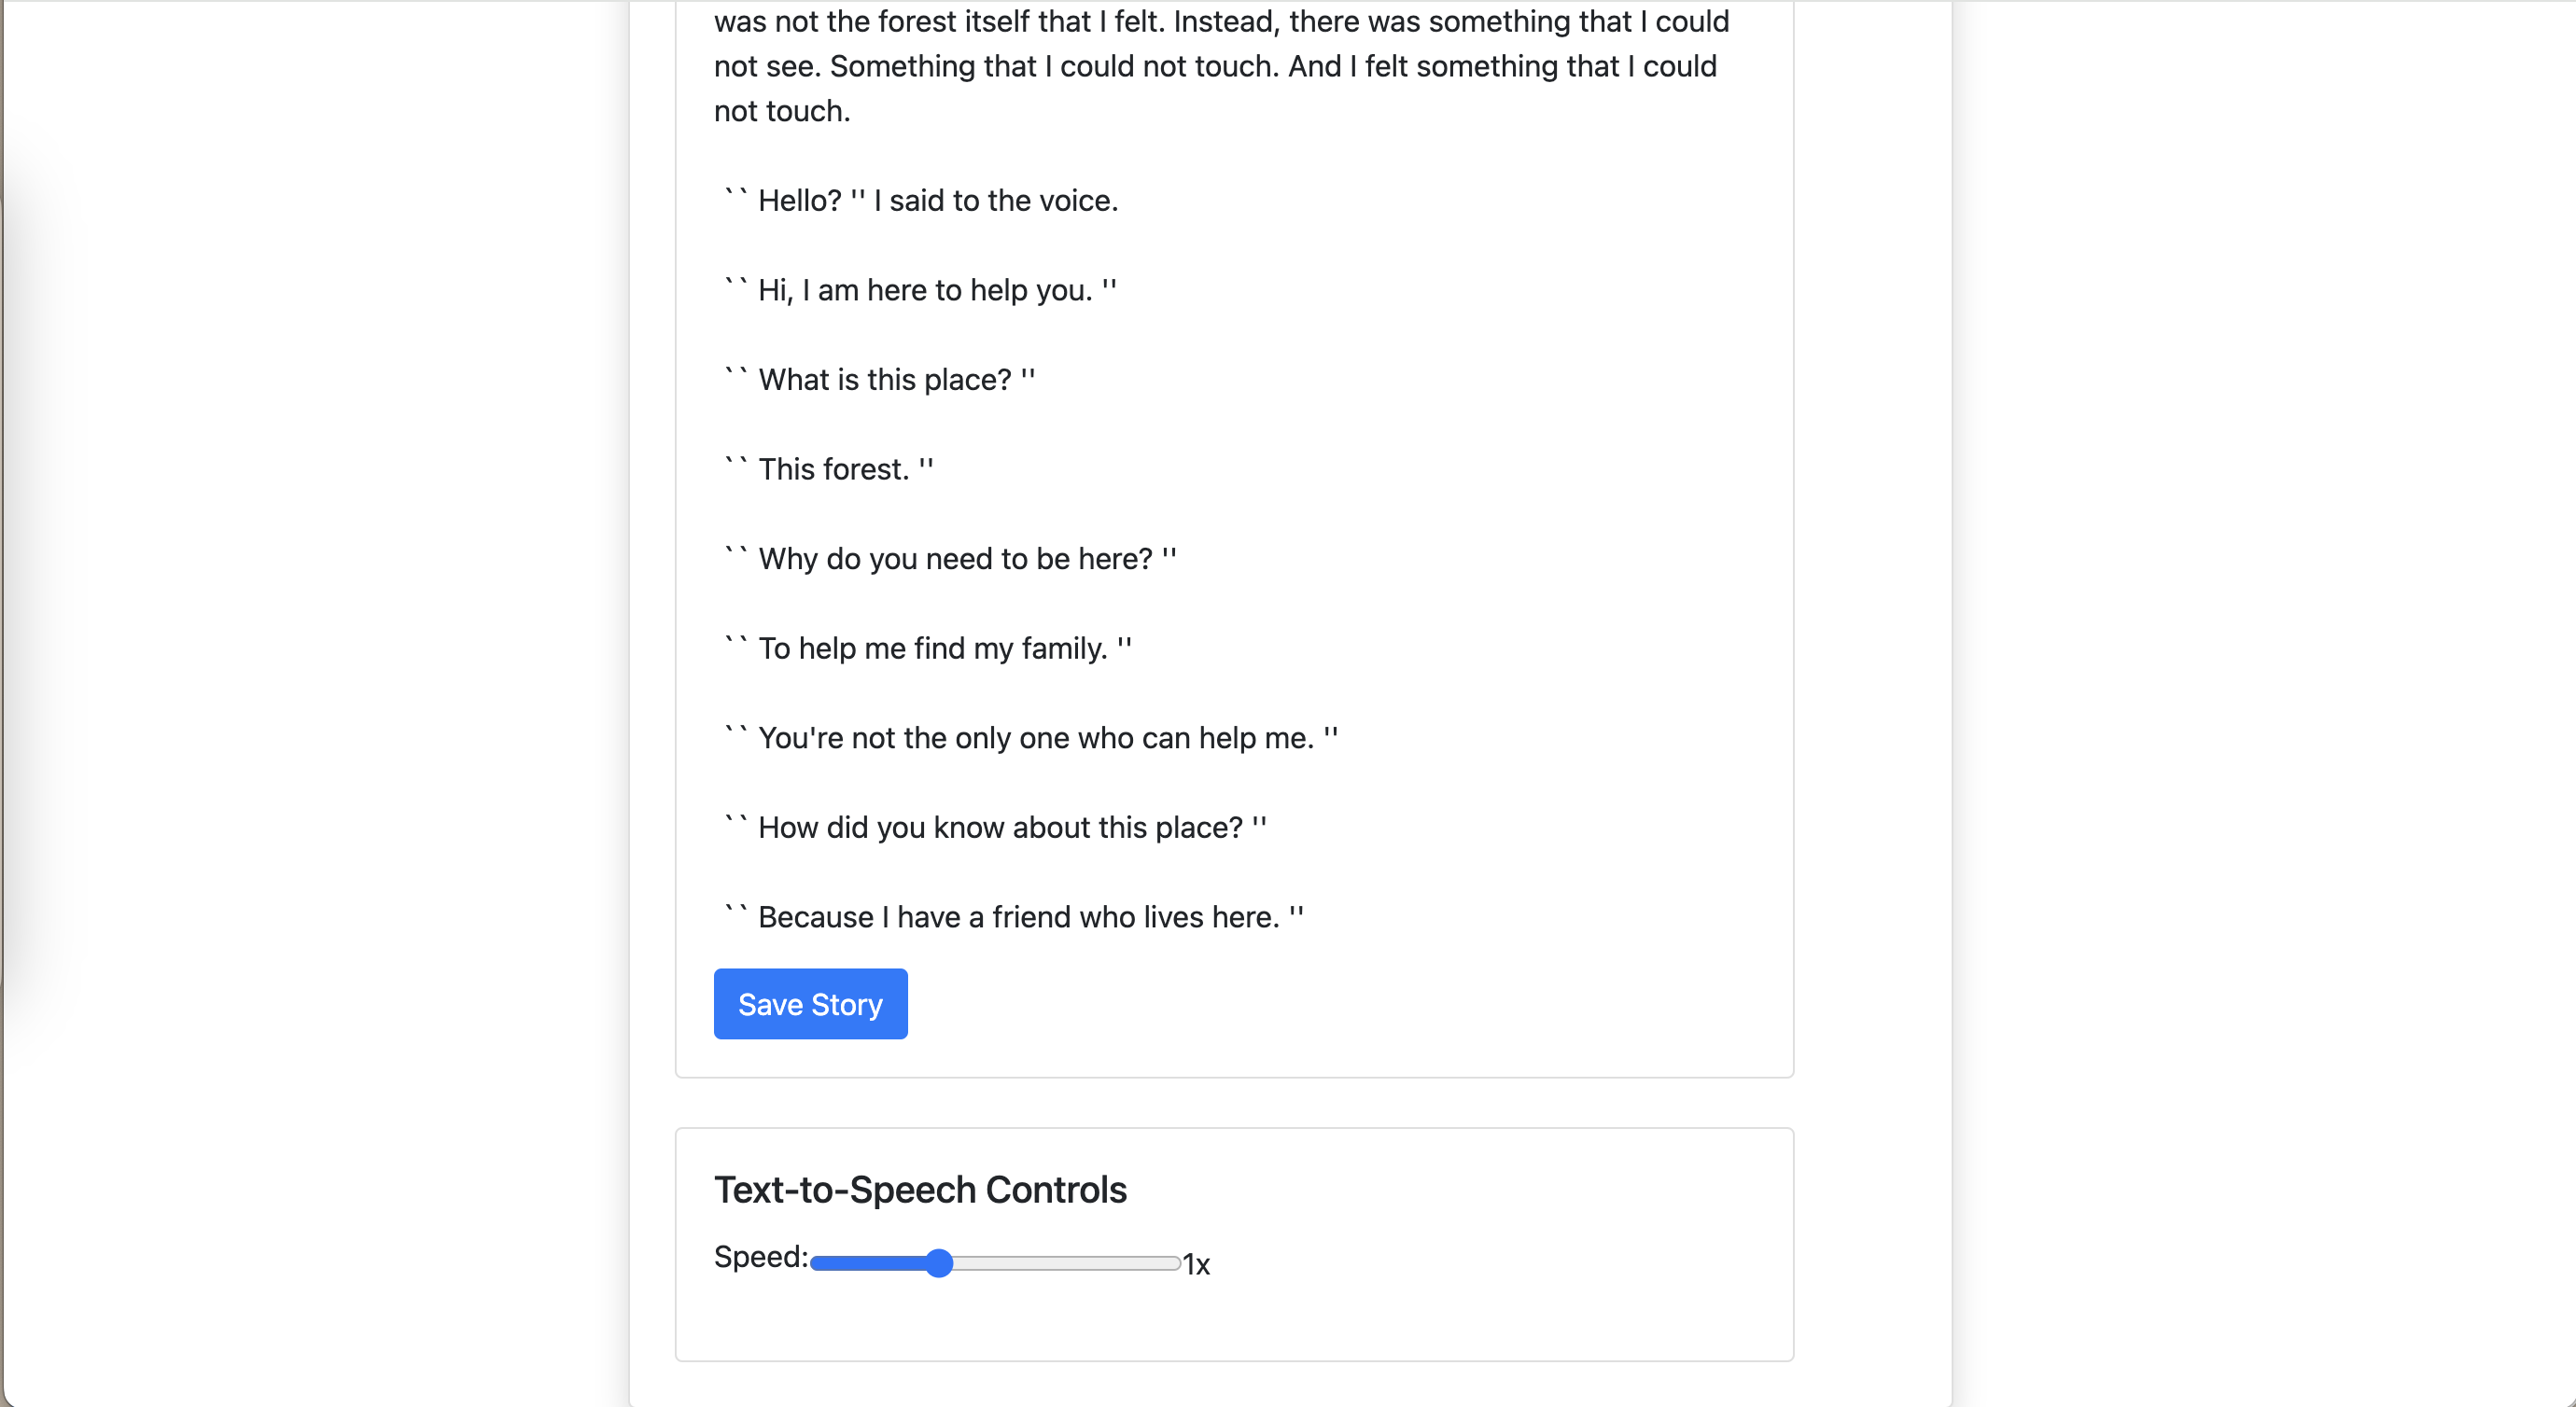 was not the forest itself that I felt. Instead, there was something that I could
not see. Something that I could not touch. And I felt something that I could
not touch.
`` Hello? '' I said to the voice.
`` Hi, I am here to help you. ''
`` What is this place? ''
`` This forest. ''
`` Why do you need to be here? ''
`` To help me find my family. ''
`` You're not the only one who can help me. ''
`` How did you know about this place? ''
`` Because I have a friend who lives here. ''
Save Story
Text-to-Speech Controls
Speed: 1x